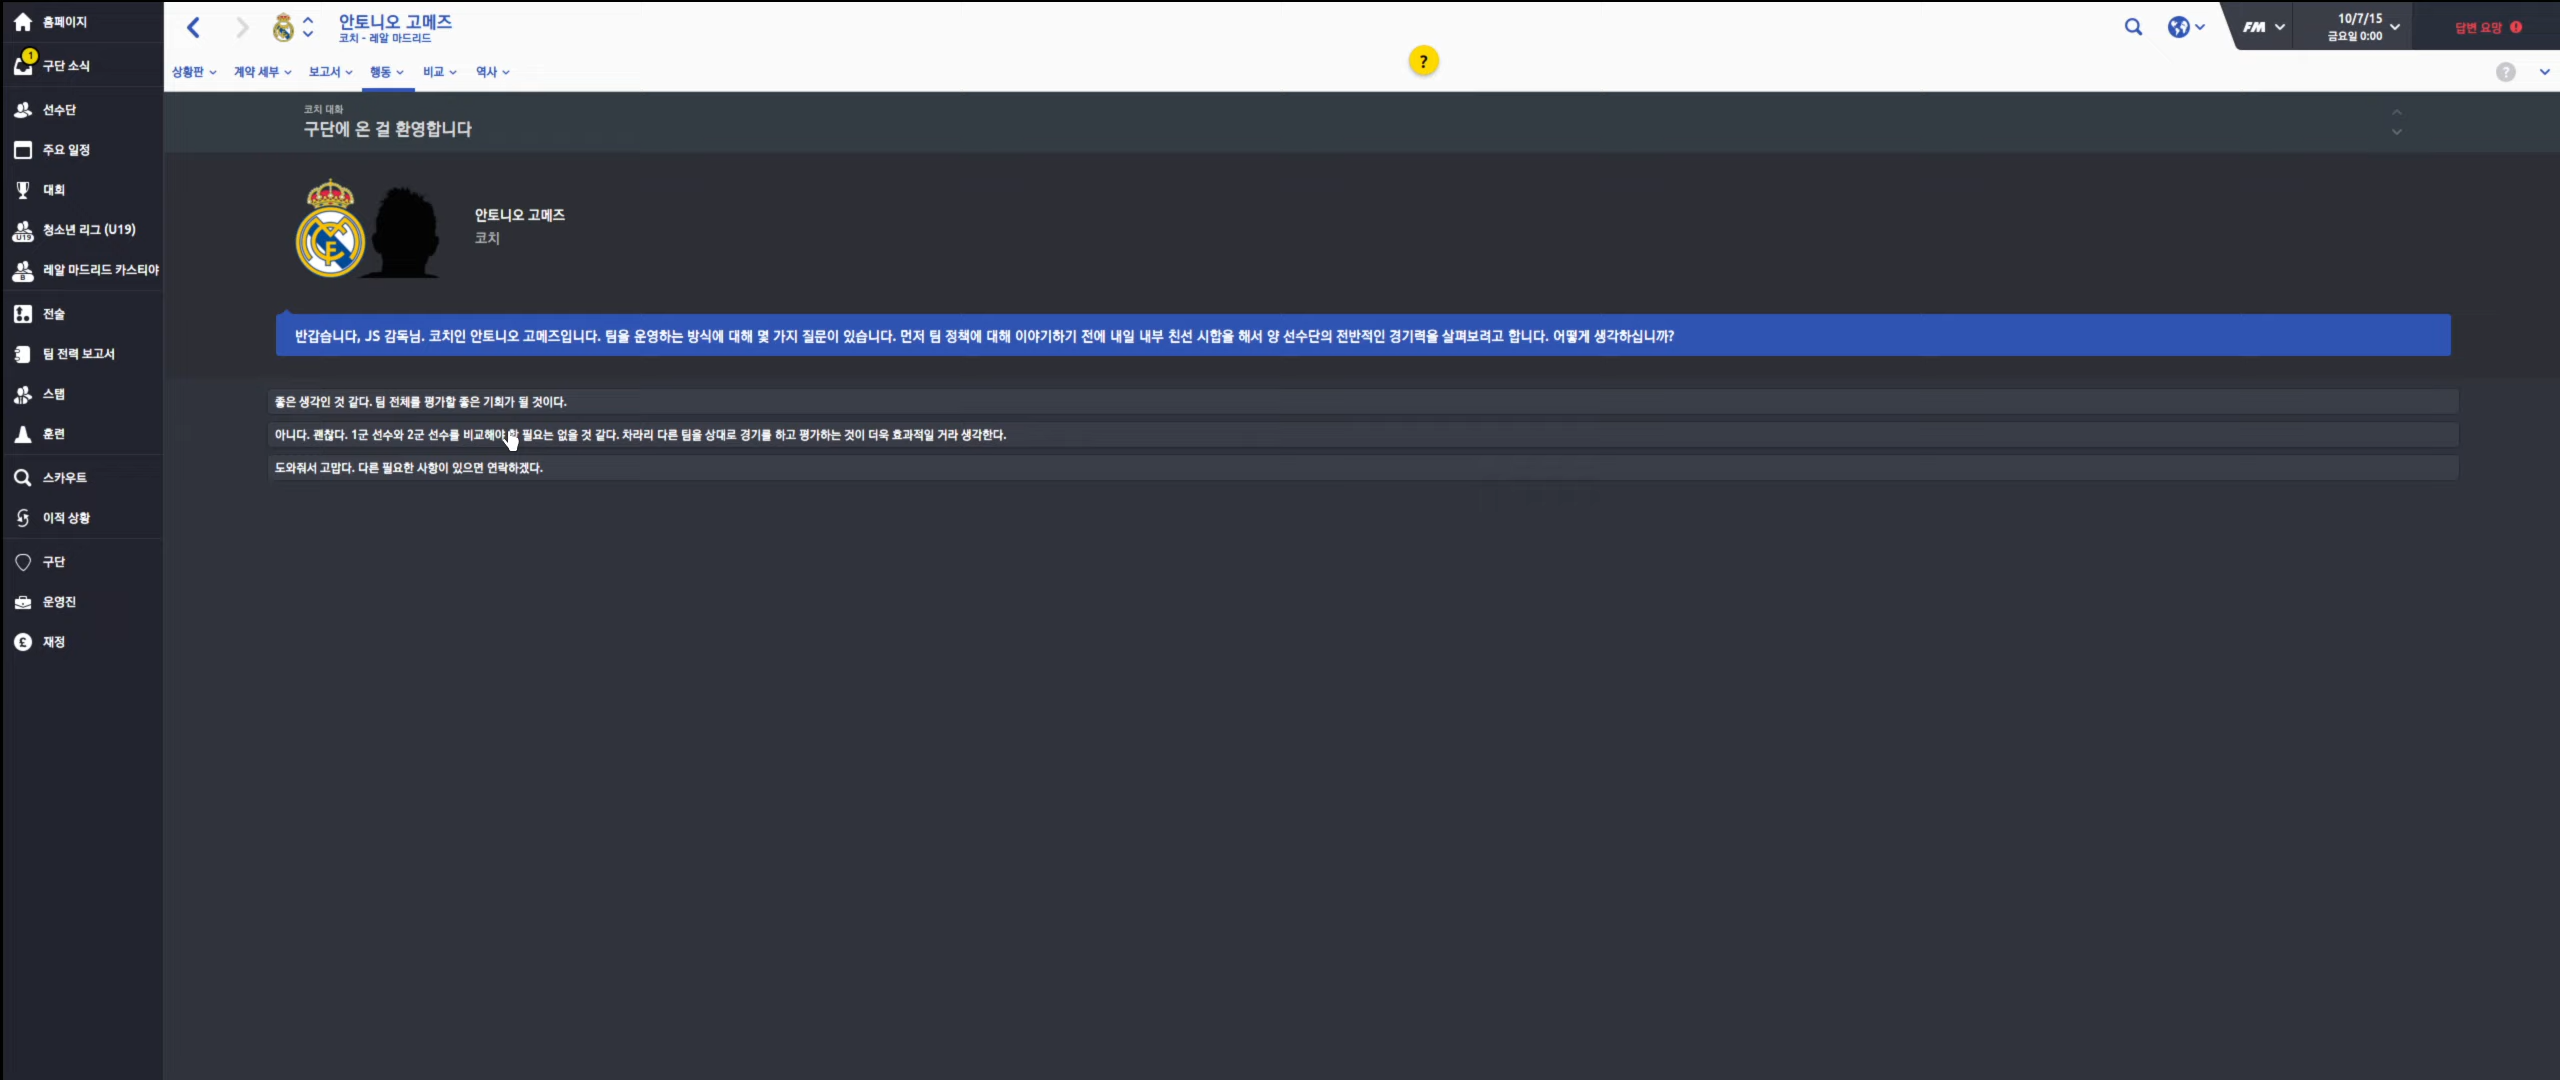 홈페이지
1
구단 소식
선수단
주요 일정
대회
U19
청소년 리그 (U19)
B
레알 마드리드 카스티야
전술
팀 전력 보고서
스탭
훈련
스카우트
이적 상황
구단
운영진
£
재정
안토니오 고메즈
코치 - 레알 마드리드
FM
10/7/15
금요일 0:00
답변 요망
상황판
계약 세부
보고서
행동
비교
역사
?
?
코치 대화
구단에 온 걸 환영합니다
안토니오 고메즈
코치
반갑습니다, JS 감독님. 코치인 안토니오 고메즈입니다. 팀을 운영하는 방식에 대해 몇 가지 질문이 있습니다. 먼저 팀 정책에 대해 이야기하기 전에 내일 내부 친선 시합을 해서 양 선수단의 전반적인 경기력을 살펴보려고 합니다. 어떻게 생각하십니까?
좋은 생각인 것 같다. 팀 전체를 평가할 좋은 기회가 될 것이다.
아니다. 괜찮다. 1군 선수와 2군 선수를 비교해야 할 필요는 없을 것 같다. 차라리 다른 팀을 상대로 경기를 하고 평가하는 것이 더욱 효과적일 거라 생각한다.
도와줘서 고맙다. 다른 필요한 사항이 있으면 연락하겠다.